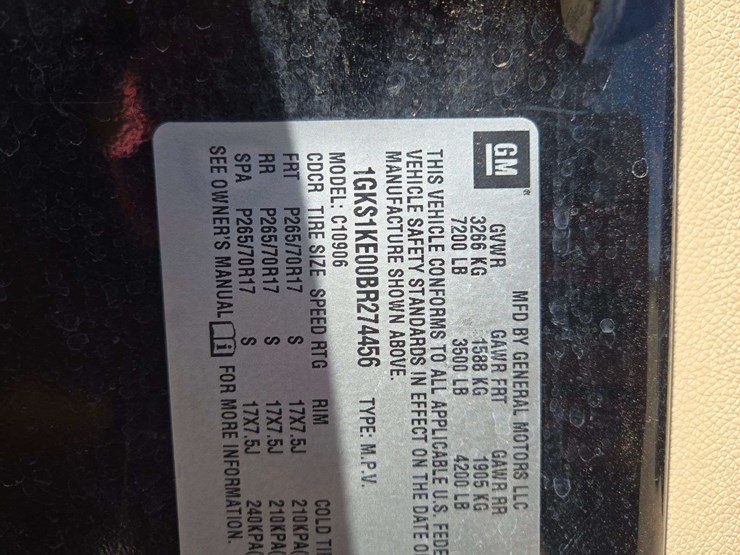 GM
MFD BY GENERAL MOTORS LLC
GVWR GAWR FRT GAWR RR
3266 KG 1588 KG 1905 KG
7200 LB 3500 LB 4200 LB
THIS VEHICLE CONFORMS TO ALL APPLICABLE U.S. FEDE
VEHICLE SAFETY STANDARDS IN EFFECT ON THE DATE O
MANUFACTURE SHOWN ABOVE.
1GKS1KE00BR274456 TYPE: M.P.V.
MODEL: C10906
CDCR TIRE SIZE SPEED RTG RIM COLD TI
FRT P265/70R17 S 17X7.5J 210KPA(
RR P265/70R17 S 17X7.5J 210KPA(
SPA P265/70R17 S 17X7.5J 240KPA(
SEE OWNER'S MANUAL i FOR MORE INFORMATION.